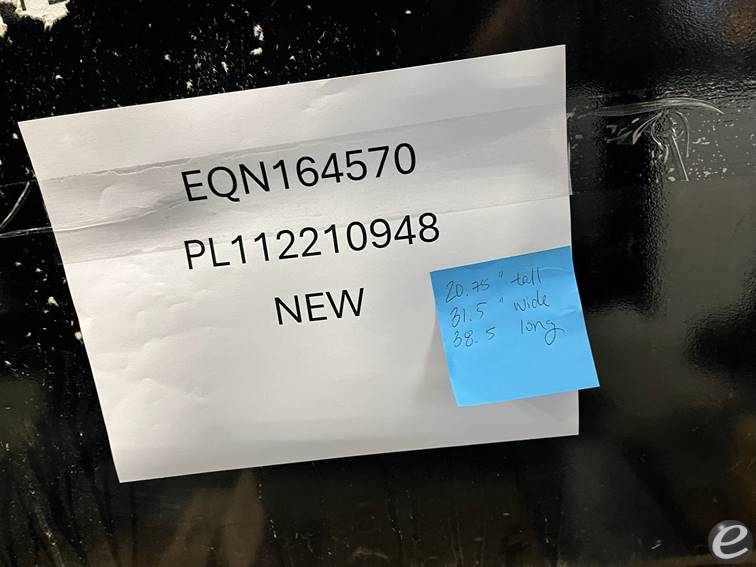 EQN164570
PL112210948
NEW
20.75" tall
31.5" wide
38.5 long
e